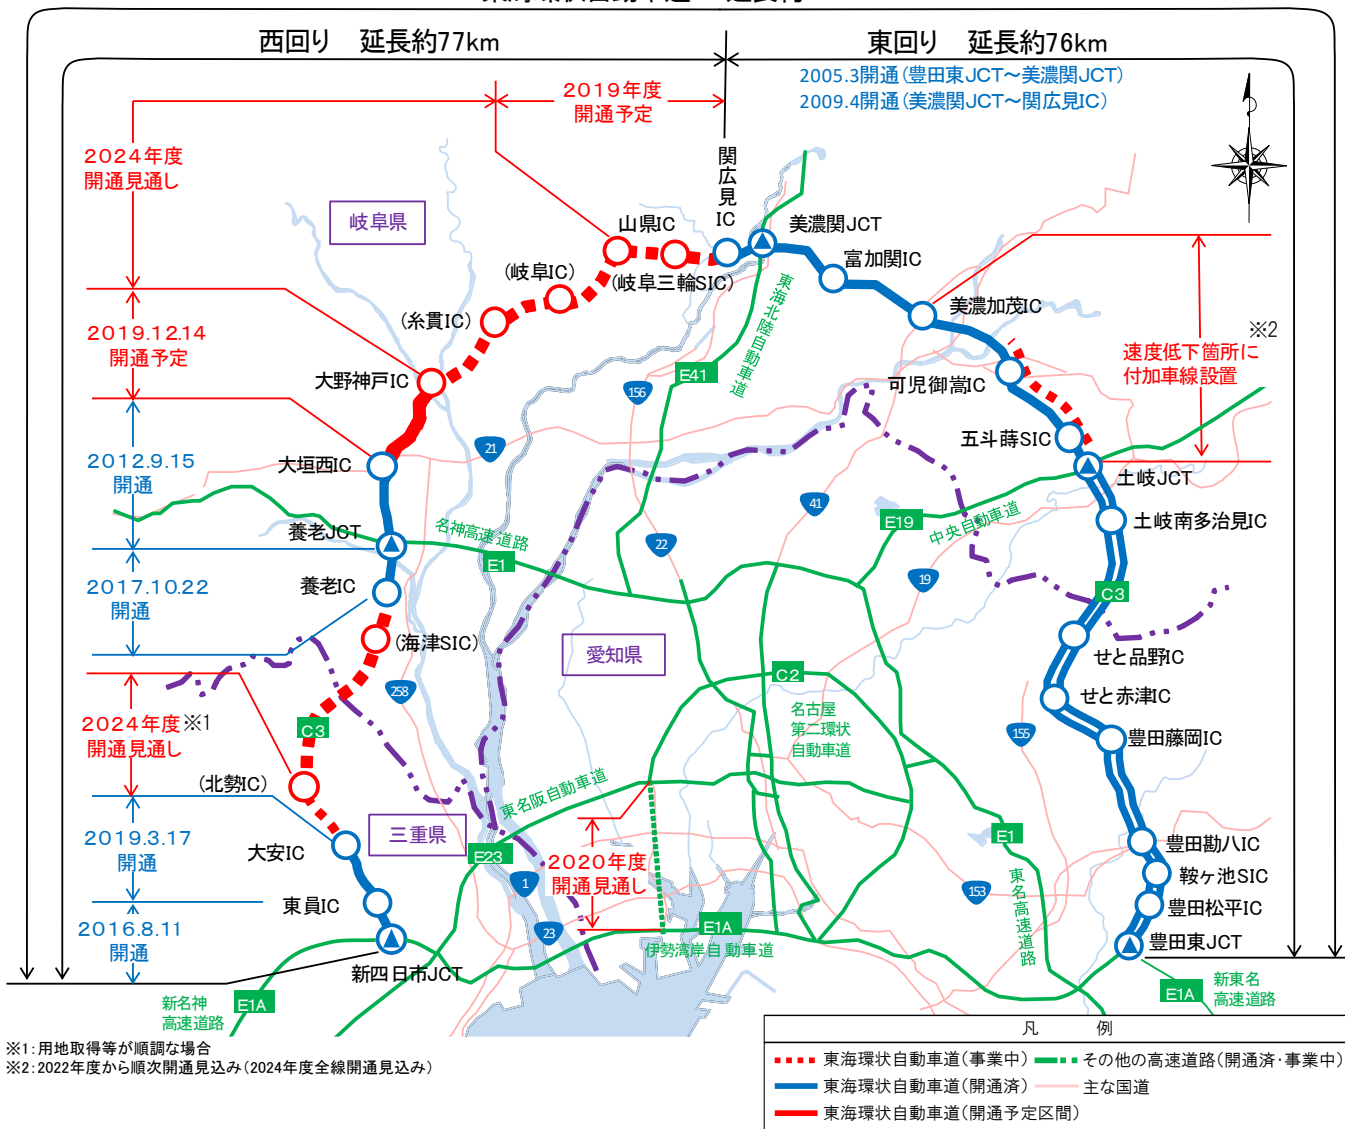 西回り 延長約77km
東回り 延長約76km
2005.3開通(豊田東JCT～美濃関JCT)
2009.4開通(美濃関JCT～関広見IC)
2019年度
開通予定
2024年度
開通見通し
関広見IC
岐阜県
山県IC
美濃関JCT
富加関IC
(岐阜IC)
(岐阜三輪SIC)
東海北陸自動車道
美濃加茂IC
(糸貫IC)
2019.12.14
開通予定
※2
速度低下箇所に
付加車線設置
大野神戸IC
E41
156
可児御嵩IC
五斗蒔SIC
21
2012.9.15
開通
大垣西IC
土岐JCT
41
土岐南多治見IC
E19
中央自動車道
養老JCT
名神高速道路
E1
22
19
2017.10.22
開通
養老IC
C3
(海津SIC)
愛知県
せと品野IC
C2
258
せと赤津IC
2024年度※1
開通見通し
C3
名古屋
第二環状
自動車道
155
豊田藤岡IC
(北勢IC)
東名阪自動車道
2019.3.17
開通
三重県
大安IC
E23
2020年度
開通見通し
E1
豊田勘八IC
鞍ヶ池SIC
1
153
東名高速道路
東員IC
豊田松平IC
2016.8.11
開通
23
E1A
伊勢湾岸自動車道
豊田東JCT
新四日市JCT
新名神
高速道路
E1A
E1A
新東名
高速道路
凡 例
※1:用地取得等が順調な場合
※2:2022年度から順次開通見込み(2024年度全線開通見込み)
東海環状自動車道(事業中)
その他の高速道路(開通済・事業中)
東海環状自動車道(開通済)
主な国道
東海環状自動車道(開通予定区間)